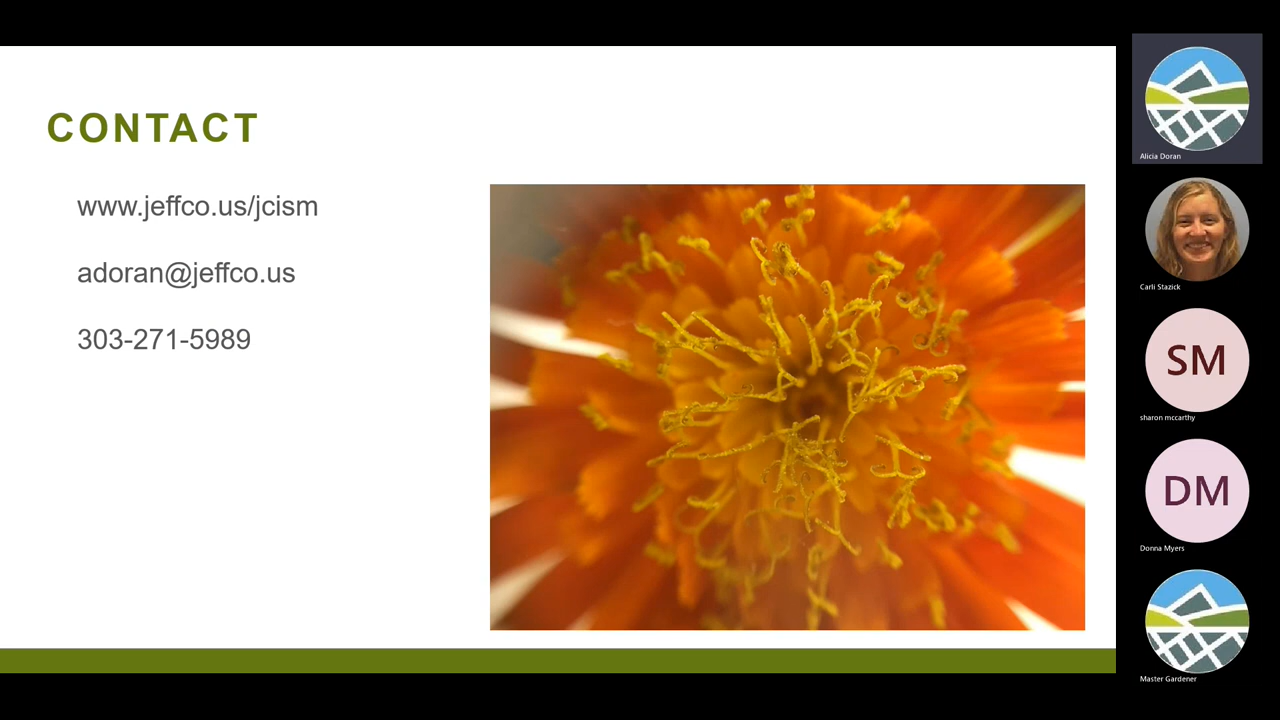 CONTACT
www.jeffco.us/jcism
adoran@jeffco.us
303-271-5989
Alicia Doran
Carli Stazick
SM
sharon mccarthy
DM
Donna Myers
Master Gardener